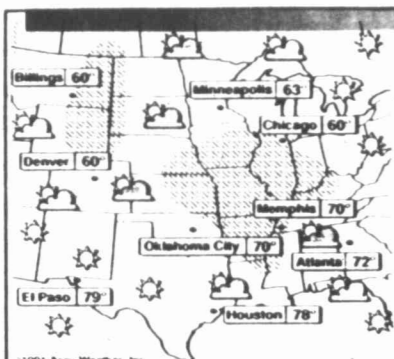 Billings 60°
Minneapolis 63°
Chicago 60°
Denver 60°
Memphis 70°
Oklahoma City 70°
Atlanta 72°
El Paso 79°
Houston 78°